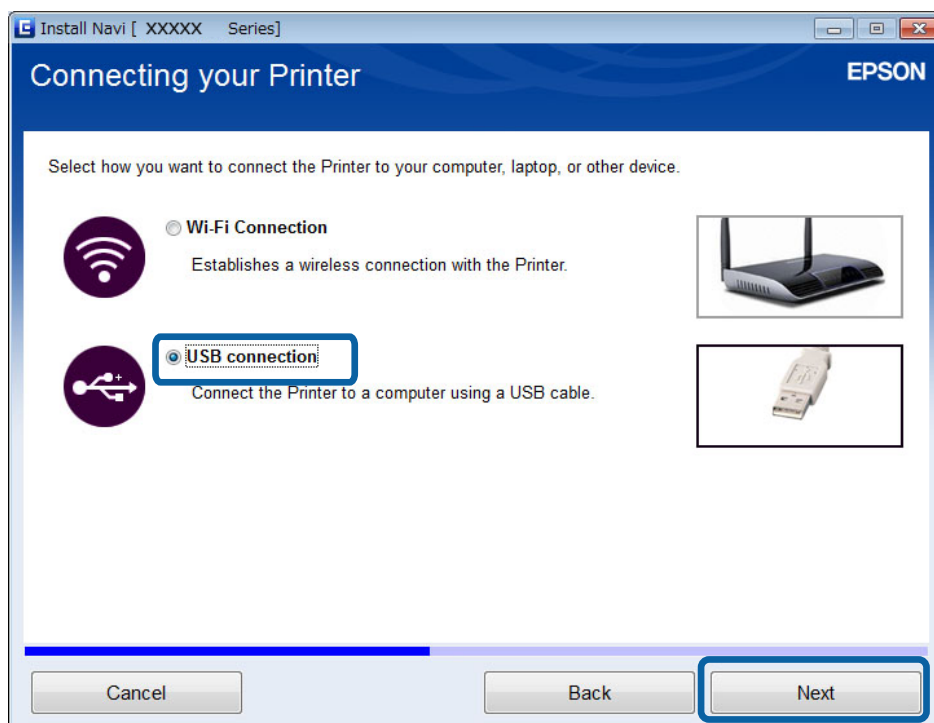 Install Navi [ XXXXX Series]
Connecting your Printer
EPSON
Select how you want to connect the Printer to your computer, laptop, or other device.
Wi-Fi Connection
Establishes a wireless connection with the Printer.
USB connection
Connect the Printer to a computer using a USB cable.
Cancel
Back
Next